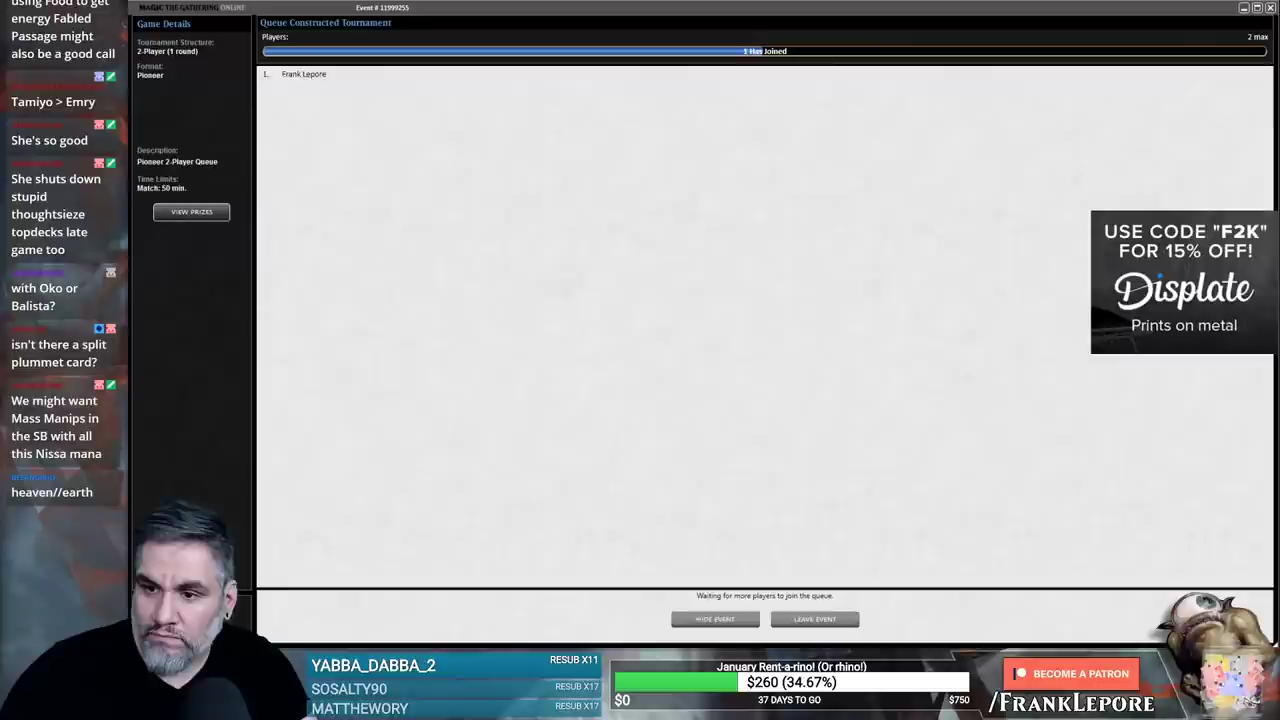 using Food to get
energy Fabled
Passage might
also be a good call
Tamiyo > Emry
She's so good
She shuts down
stupid
thoughtsieze
topdecks late
game too
with Oko or
Balista?
isn't there a split
plummet card?
We might want
Mass Manips in
the SB with all
this Nissa mana
heaven//earth
MAGIC THE GATHERING ONLINE
Event # 11999255
Game Details
Tournament Structure:
2-Player (1 round)
Format:
Pioneer
Description:
Pioneer 2-Player Queue
Time Limits:
Match: 50 min.
VIEW PRIZES
Queue Constructed Tournament
Players:
2 max
1 Has Joined
1. Frank Lepore
USE CODE "F2K"
FOR 15% OFF!
Displate
Prints on metal
Waiting for more players to join the queue.
HIDE EVENT
LEAVE EVENT
YABBA_DABBA_2 RESUB X11
SOSALTY90 RESUB X17
MATTHEWORY RESUB X17
January Rent-a-rino! (Or rhino!)
$260 (34.67%)
$0 37 DAYS TO GO $750
BECOME A PATRON
/FRANKLEPORE